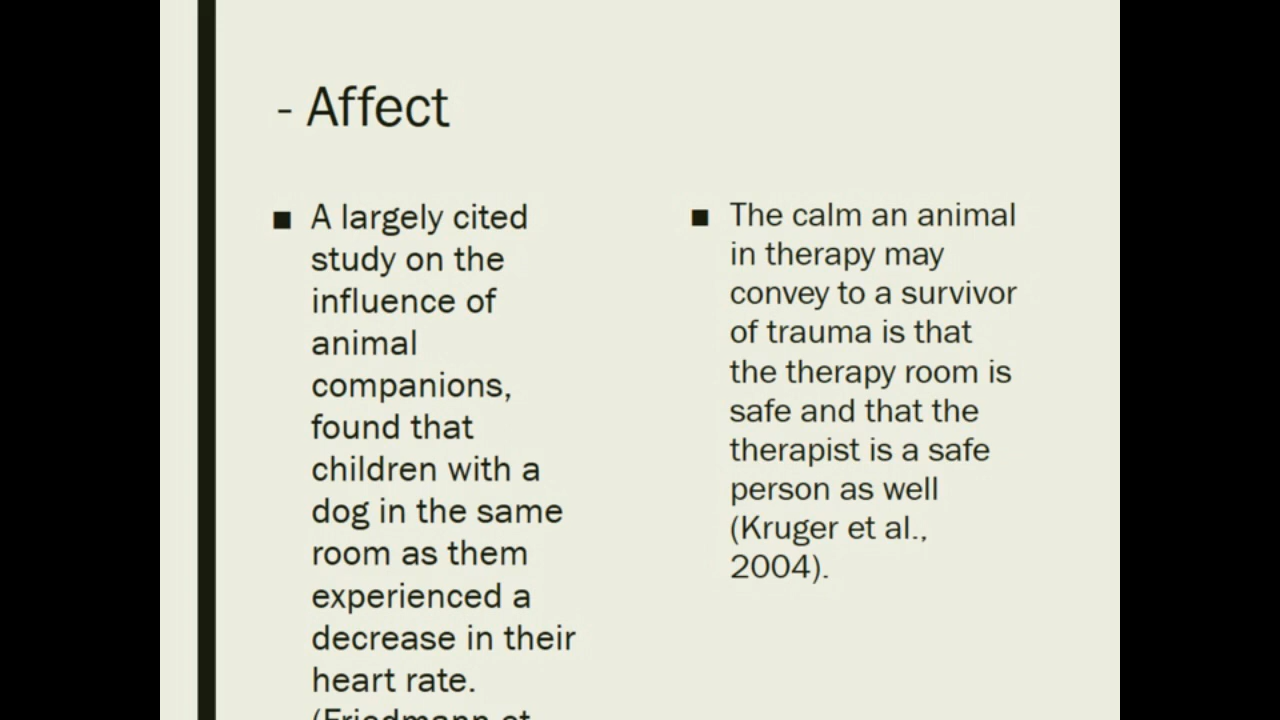 - Affect
■ A largely cited
study on the
influence of
animal
companions,
found that
children with a
dog in the same
room as them
experienced a
decrease in their
heart rate.
(Friedmann et
■ The calm an animal
in therapy may
convey to a survivor
of trauma is that
the therapy room is
safe and that the
therapist is a safe
person as well
(Kruger et al.,
2004).